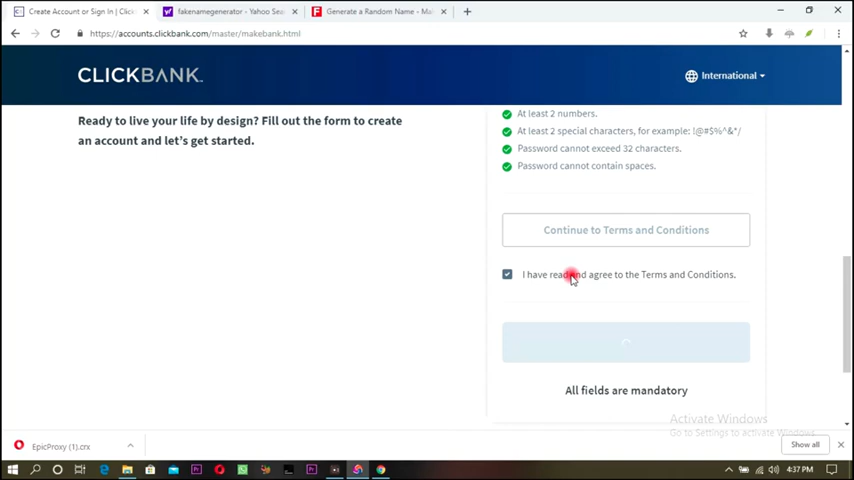 Create Account or Sign In | Click
fakenamegenerator - Yahoo Sea
Generate a Random Name - Ma
https://accounts.clickbank.com/master/makebank.html
CLICKBANK
International
Ready to live your life by design? Fill out the form to create
an account and let's get started.
At least 2 numbers.
At least 2 special characters, for example: !@#$%^&*/
Password cannot exceed 32 characters.
Password cannot contain spaces.
Continue to Terms and Conditions
I have read and agree to the Terms and Conditions.
All fields are mandatory
Activate Windows
Go to Settings to activate Windows.
EpicProxy (1).crx
Show all
4:37 PM